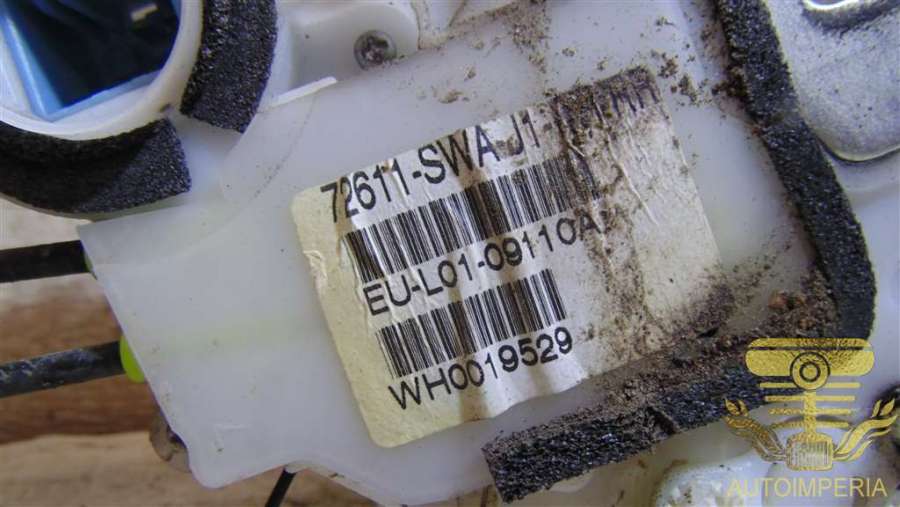 72611-SWA-J1
EU-L01-09110A
WH0019529
AUTOIMPERIA